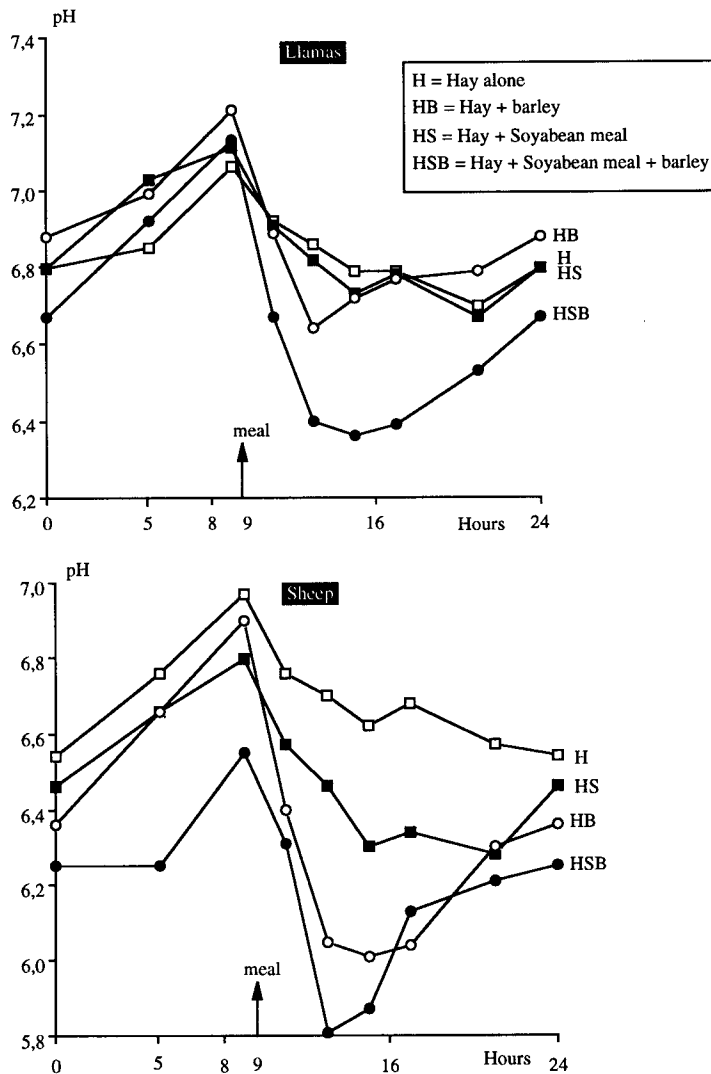 pH
7,4
Llamas
H = Hay alone
HB = Hay + barley
HS = Hay + Soyabean meal
HSB = Hay + Soyabean meal + barley
7,2
7,0
6,8
6,6
6,4
6,2
HB
H
HS
HSB
meal
0 5 8 9 16 Hours 24
pH
7,0
Sheep
6,8
6,6
6,4
6,2
6,0
5,8
H
HS
HB
HSB
meal
0 5 8 9 16 Hours 24